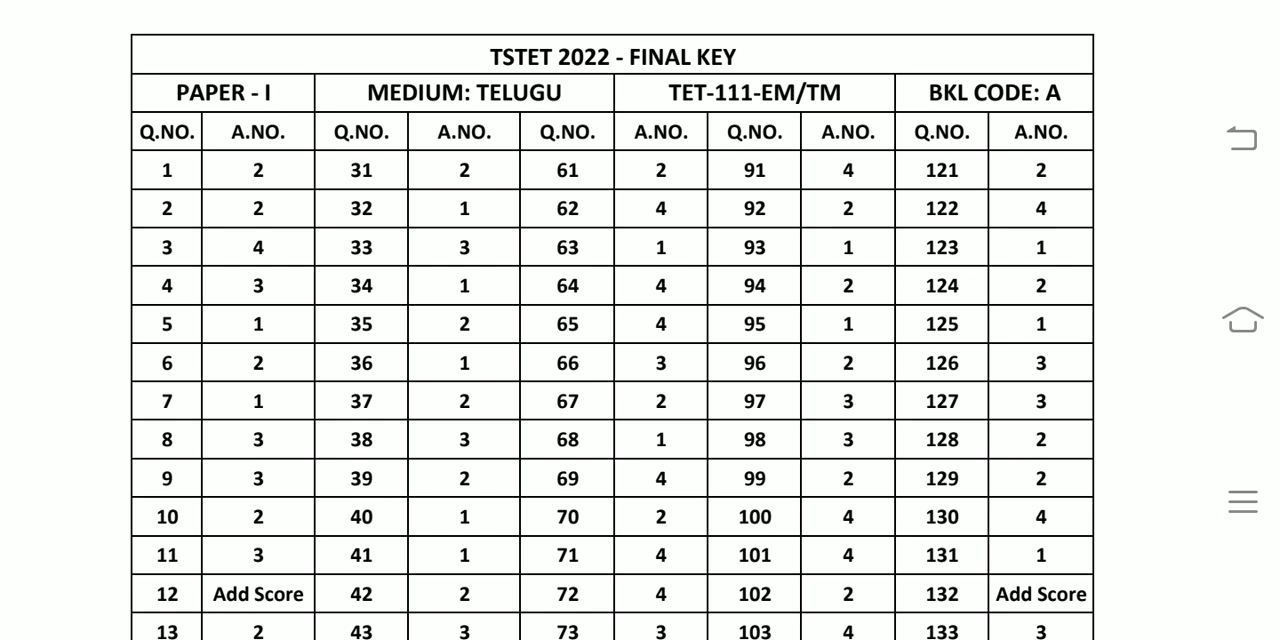 TSTET 2022 - FINAL KEY
PAPER - I MEDIUM: TELUGU TET-111-EM/TM BKL CODE: A
Q.NO. A.NO. Q.NO. A.NO. Q.NO. A.NO. Q.NO. A.NO. Q.NO. A.NO.
1 2 31 2 61 2 91 4 121 2
2 2 32 1 62 4 92 2 122 4
3 4 33 3 63 1 93 1 123 1
4 3 34 1 64 4 94 2 124 2
5 1 35 2 65 4 95 1 125 1
6 2 36 1 66 3 96 2 126 3
7 1 37 2 67 2 97 3 127 3
8 3 38 3 68 1 98 3 128 2
9 3 39 2 69 4 99 2 129 2
10 2 40 1 70 2 100 4 130 4
11 3 41 1 71 4 101 4 131 1
12 Add Score 42 2 72 4 102 2 132 Add Score
13 2 43 3 73 3 103 4 133 3